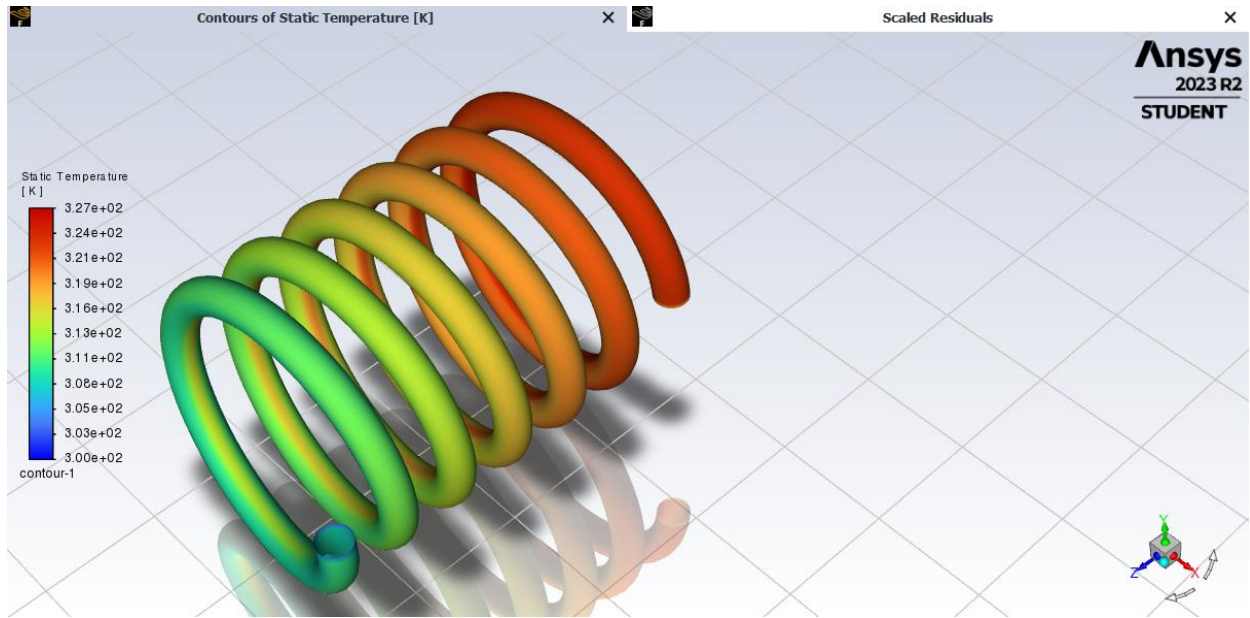 Contours of Static Temperature [K]
Scaled Residuals
Ansys
2023 R2
STUDENT
Static Temperature
[ K ]
3.27e+02
3.24e+02
3.21e+02
3.19e+02
3.16e+02
3.13e+02
3.11e+02
3.08e+02
3.05e+02
3.03e+02
3.00e+02
contour-1
Y
Z
X